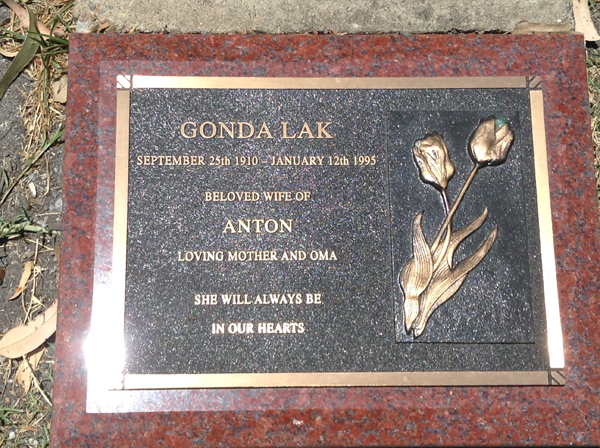 GONDA LAK
SEPTEMBER 25th 1910 – JANUARY 12th 1995
BELOVED WIFE OF
ANTON
LOVING MOTHER AND OMA
SHE WILL ALWAYS BE
IN OUR HEARTS